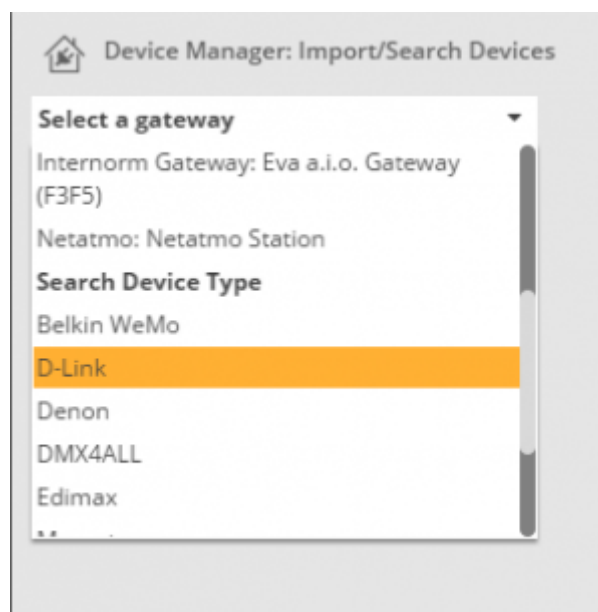 Device Manager: Import/Search Devices
Select a gateway
Internorm Gateway: Eva a.i.o. Gateway
(F3F5)
Netatmo: Netatmo Station
Search Device Type
Belkin WeMo
D-Link
Denon
DMX4ALL
Edimax